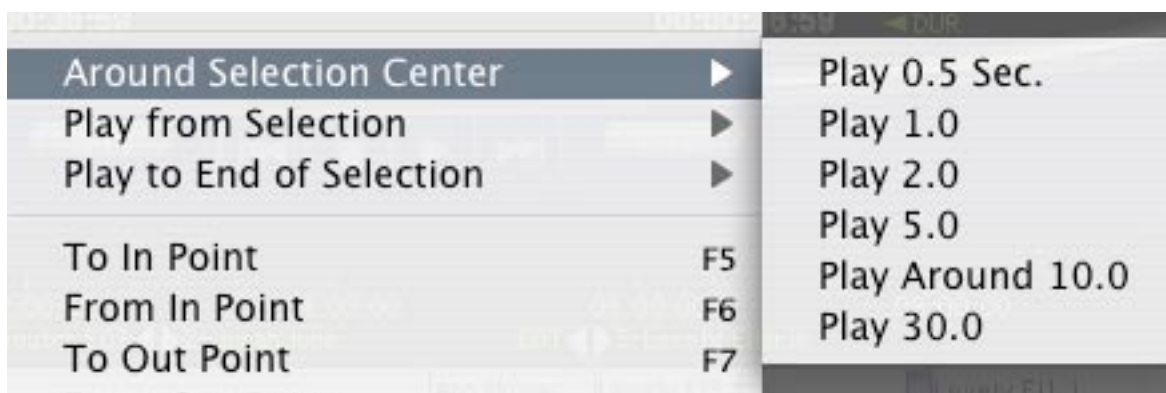 DUR
Around Selection Center
Play from Selection
Play to End of Selection
To In Point F5
From In Point F6
To Out Point F7
Play 0.5 Sec.
Play 1.0
Play 2.0
Play 5.0
Play Around 10.0
Play 30.0